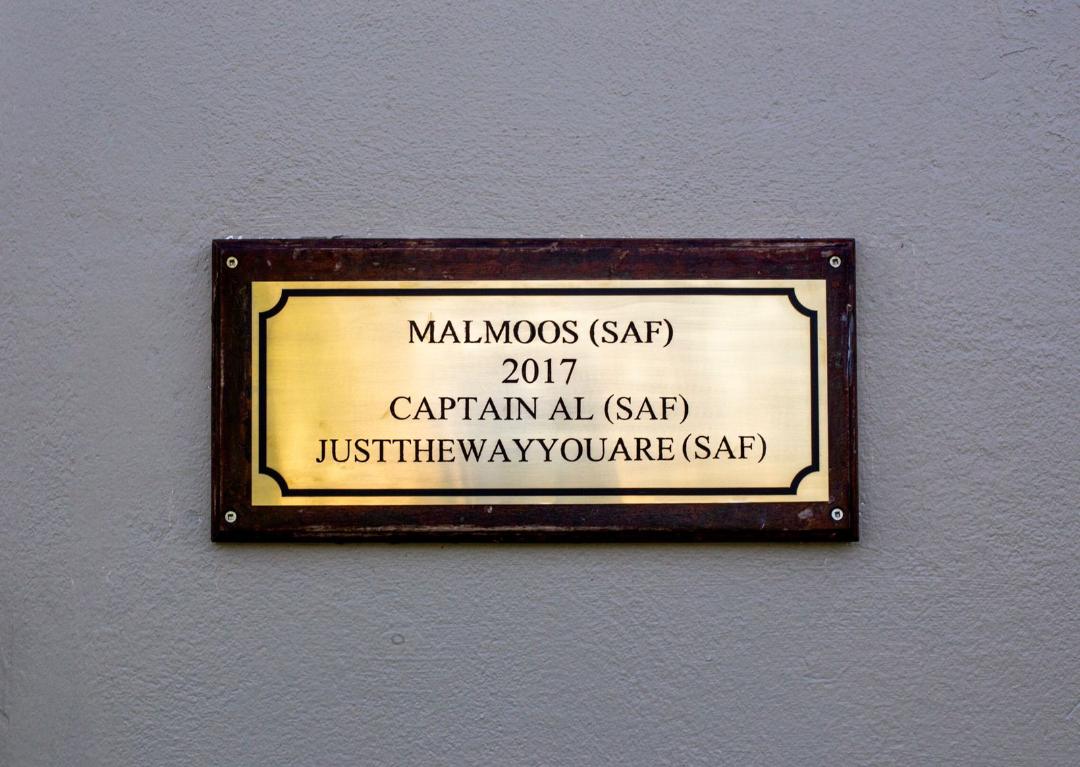 MALMOOS (SAF)
2017
CAPTAIN AL (SAF)
JUSTTHEWAYYOUARE (SAF)